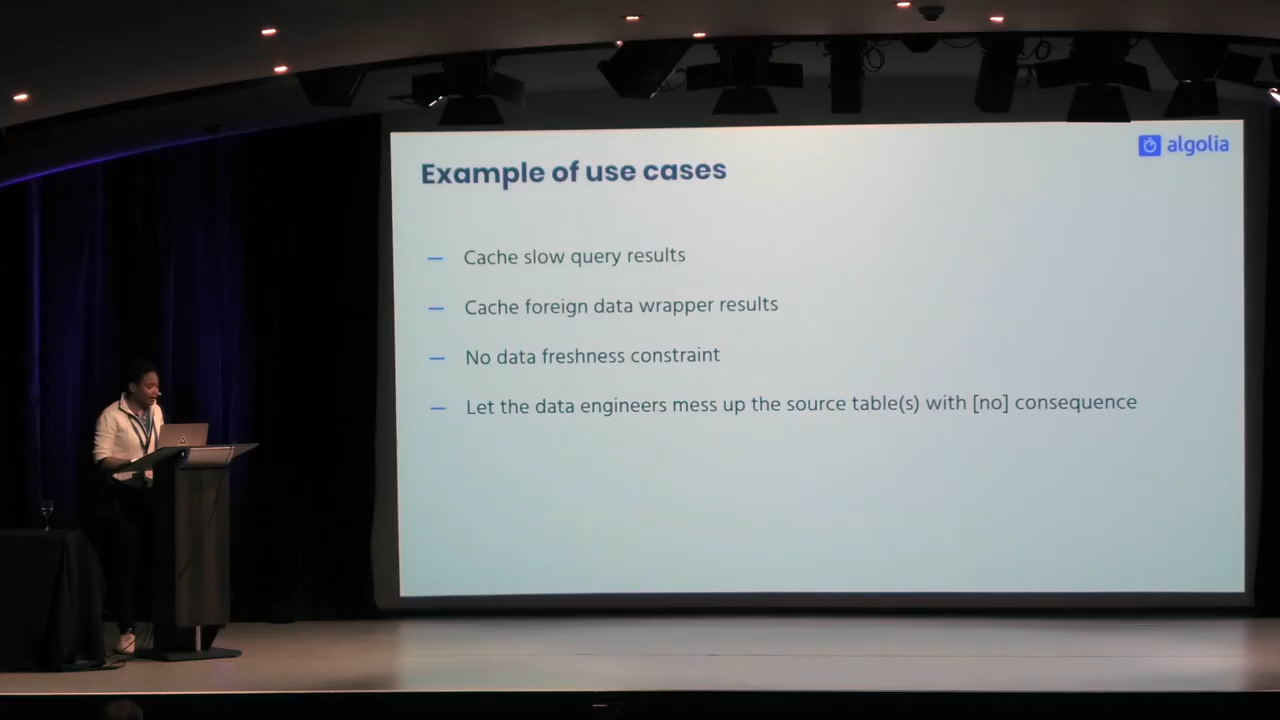 algolia
Example of use cases
— Cache slow query results
— Cache foreign data wrapper results
— No data freshness constraint
— Let the data engineers mess up the source table(s) with [no] consequence